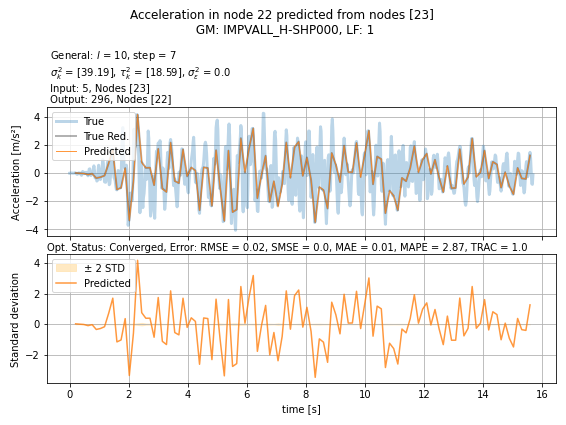 Acceleration in node 22 predicted from nodes [23]
GM: IMPVALL_H-SHP000, LF: 1
General: l = 10, step = 7
σ²ₖ = [39.19], τ²ₖ = [18.59], σ²ε = 0.0
Input: 5, Nodes [23]
Output: 296, Nodes [22]
Acceleration [m/s²]
4
2
0
−2
−4
True
True Red.
Predicted
Opt. Status: Converged, Error: RMSE = 0.02, SMSE = 0.0, MAE = 0.01, MAPE = 2.87, TRAC = 1.0
Standard deviation
4
2
0
−2
± 2 STD
Predicted
0 2 4 6 8 10 12 14 16
time [s]